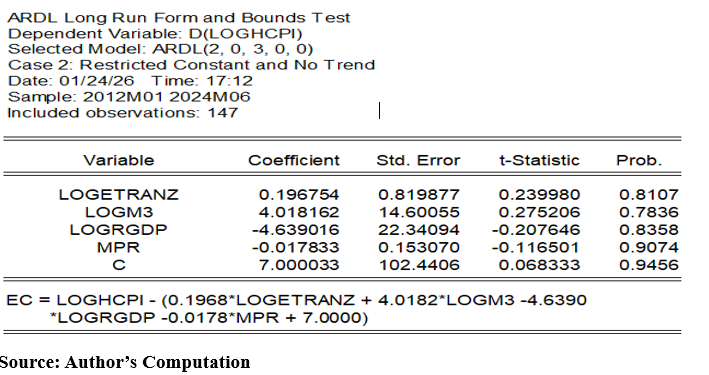 ARDL Long Run Form and Bounds Test
Dependent Variable: D(LOGHCPI)
Selected Model: ARDL(2, 0, 3, 0, 0)
Case 2: Restricted Constant and No Trend
Date: 01/24/26 Time: 17:12
Sample: 2012M01 2024M06
Included observations: 147
Variable Coefficient Std. Error t-Statistic Prob.
LOGETRANZ 0.196754 0.819877 0.239980 0.8107
LOGM3 4.018162 14.60055 0.275206 0.7836
LOGRGDP -4.639016 22.34094 -0.207646 0.8358
MPR -0.017833 0.153070 -0.116501 0.9074
C 7.000033 102.4406 0.068333 0.9456
EC = LOGHCPI - (0.1968*LOGETRANZ + 4.0182*LOGM3 -4.6390
*LOGRGDP -0.0178*MPR + 7.0000)
Source: Author’s Computation